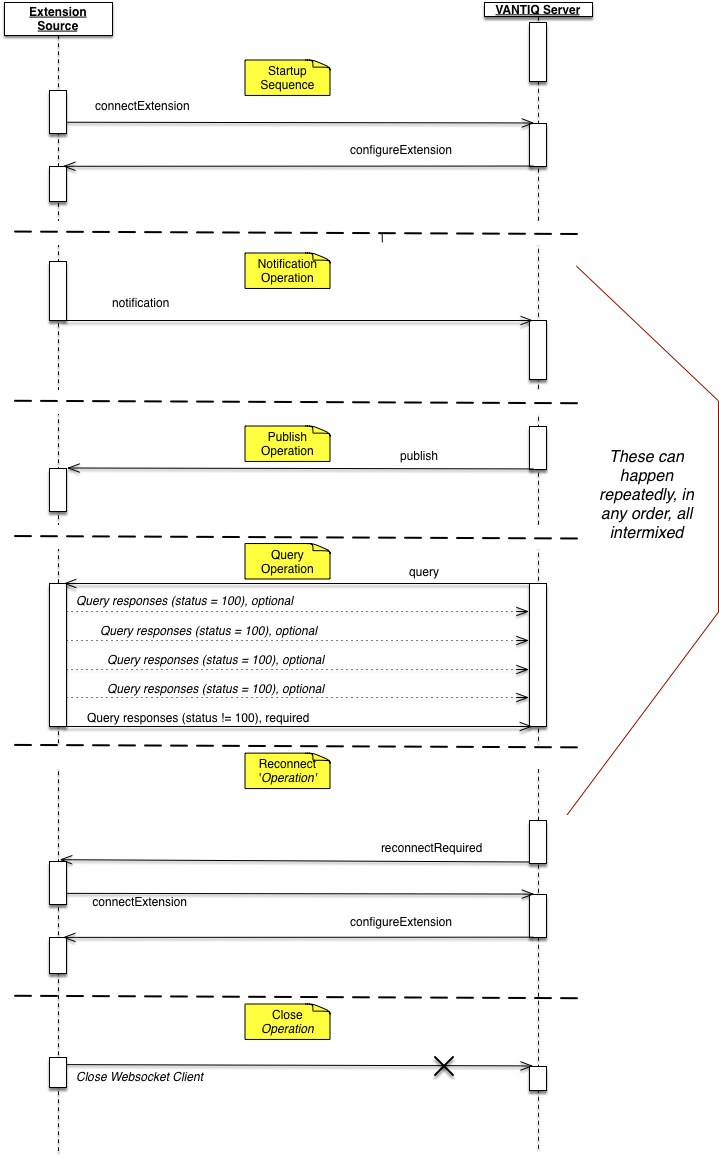 Extension
Source
VANTIQ Server
Startup
Sequence
connectExtension
configureExtension
Notification
Operation
notification
Publish
Operation
publish
These can
happen
repeatedly, in
any order, all
intermixed
Query
Operation
query
Query responses (status = 100), optional
Query responses (status = 100), optional
Query responses (status = 100), optional
Query responses (status = 100), optional
Query responses (status != 100), required
Reconnect
'Operation'
reconnectRequired
connectExtension
configureExtension
Close
Operation
Close Websocket Client